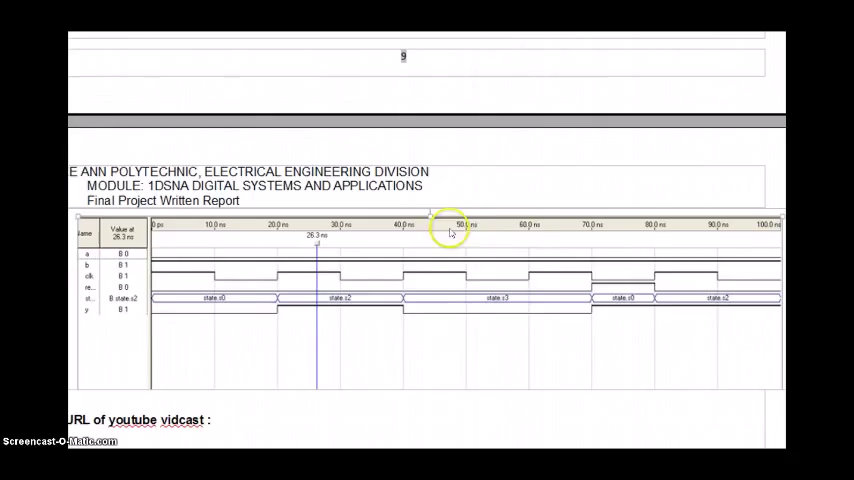 9
E ANN POLYTECHNIC, ELECTRICAL ENGINEERING DIVISION
MODULE: 1DSNA DIGITAL SYSTEMS AND APPLICATIONS
Final Project Written Report
Name Value at 26.3 ns 0 ps 10.0 ns 20.0 ns 30.0 ns 40.0 ns 50.0 ns 60.0 ns 70.0 ns 80.0 ns 90.0 ns 100.0 ns
26.3 ns
a B 0
b B 1
clk B 1
re... B 0
st... B state.s2 state.s0 state.s2 state.s3 state.s0 state.s2
y B 1
URL of youtube vidcast :
Screencast-O-Matic.com